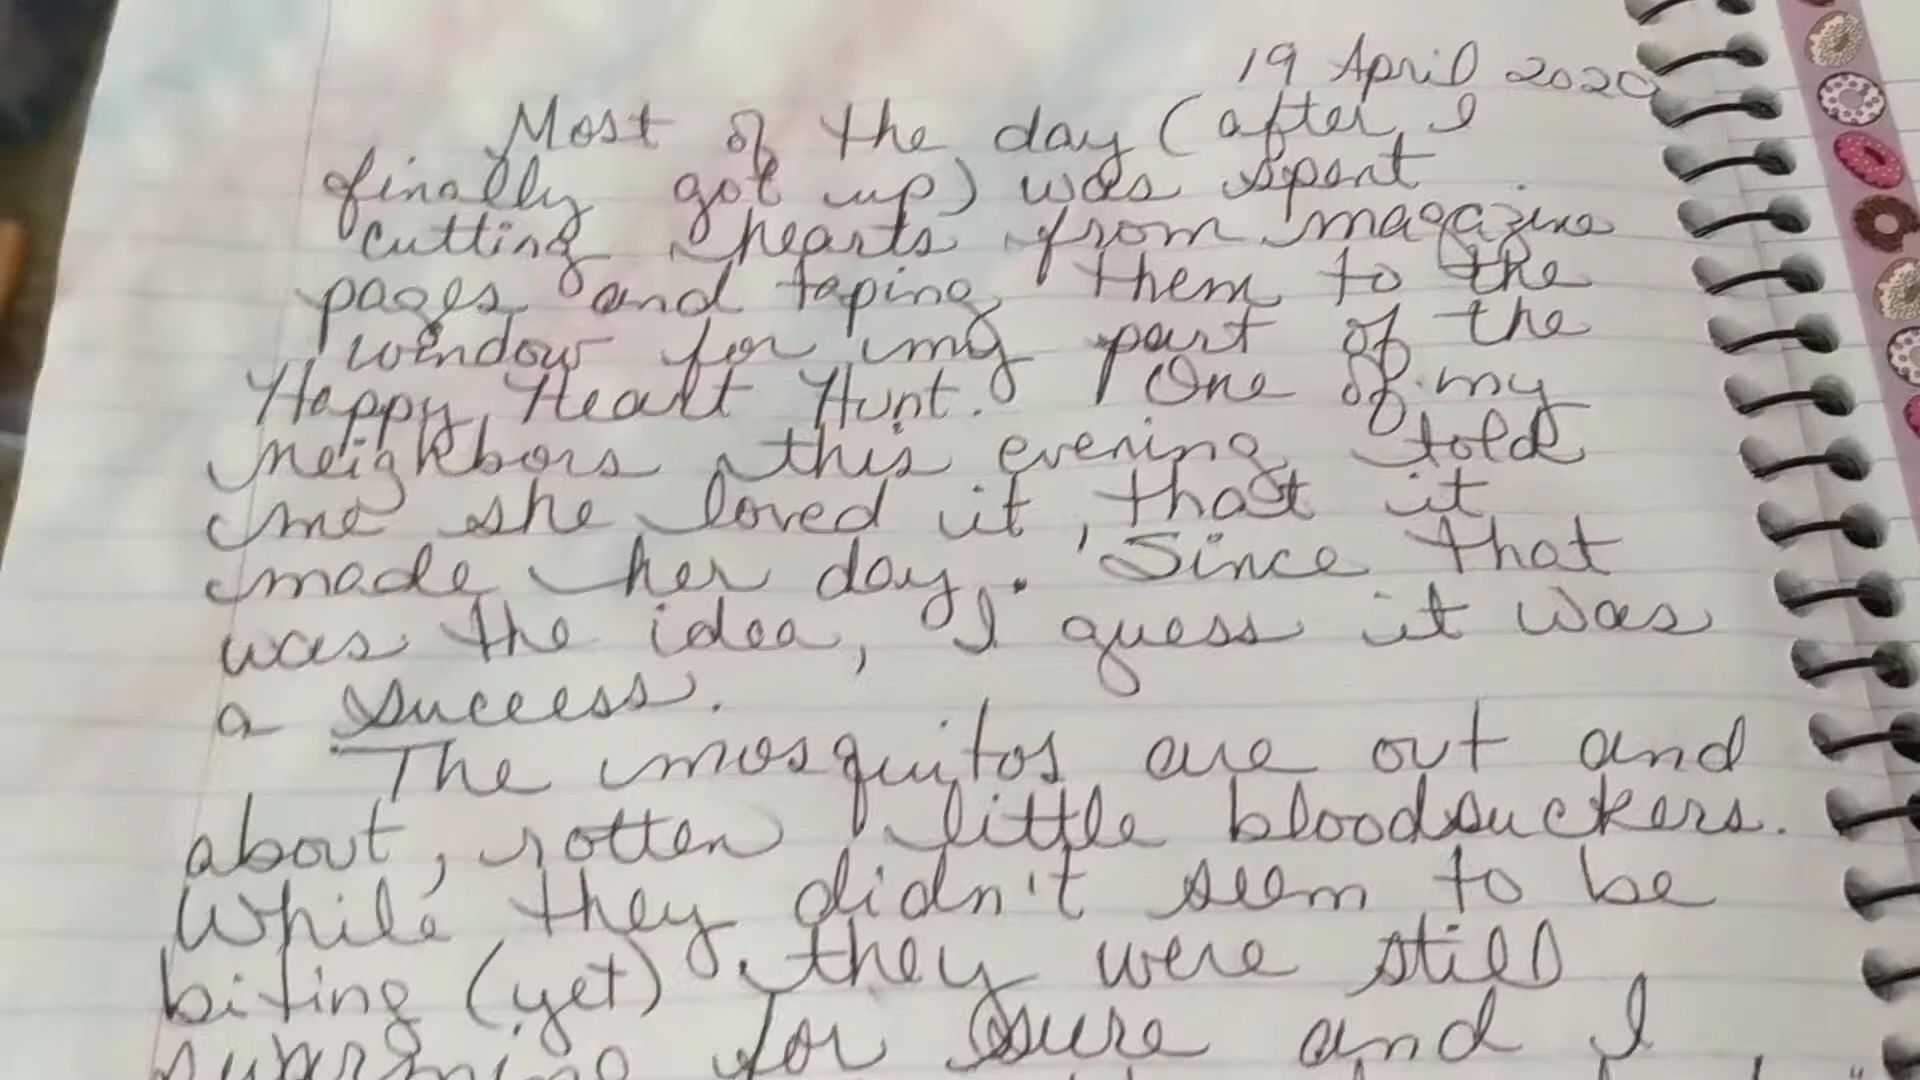 19 April 2020
Most of the day (after I
finally got up) was spent
cutting hearts from magazine
pages and taping them to the
window for my part of the
Happy Heart Hunt. One of my
neighbors this evening told
me she loved it, that it
made her day. Since that
was the idea, I guess it was
a success.
The mosquitos are out and
about, rotten little bloodsuckers.
While they didn't seem to be
biting (yet), they were still
swarming for sure and I